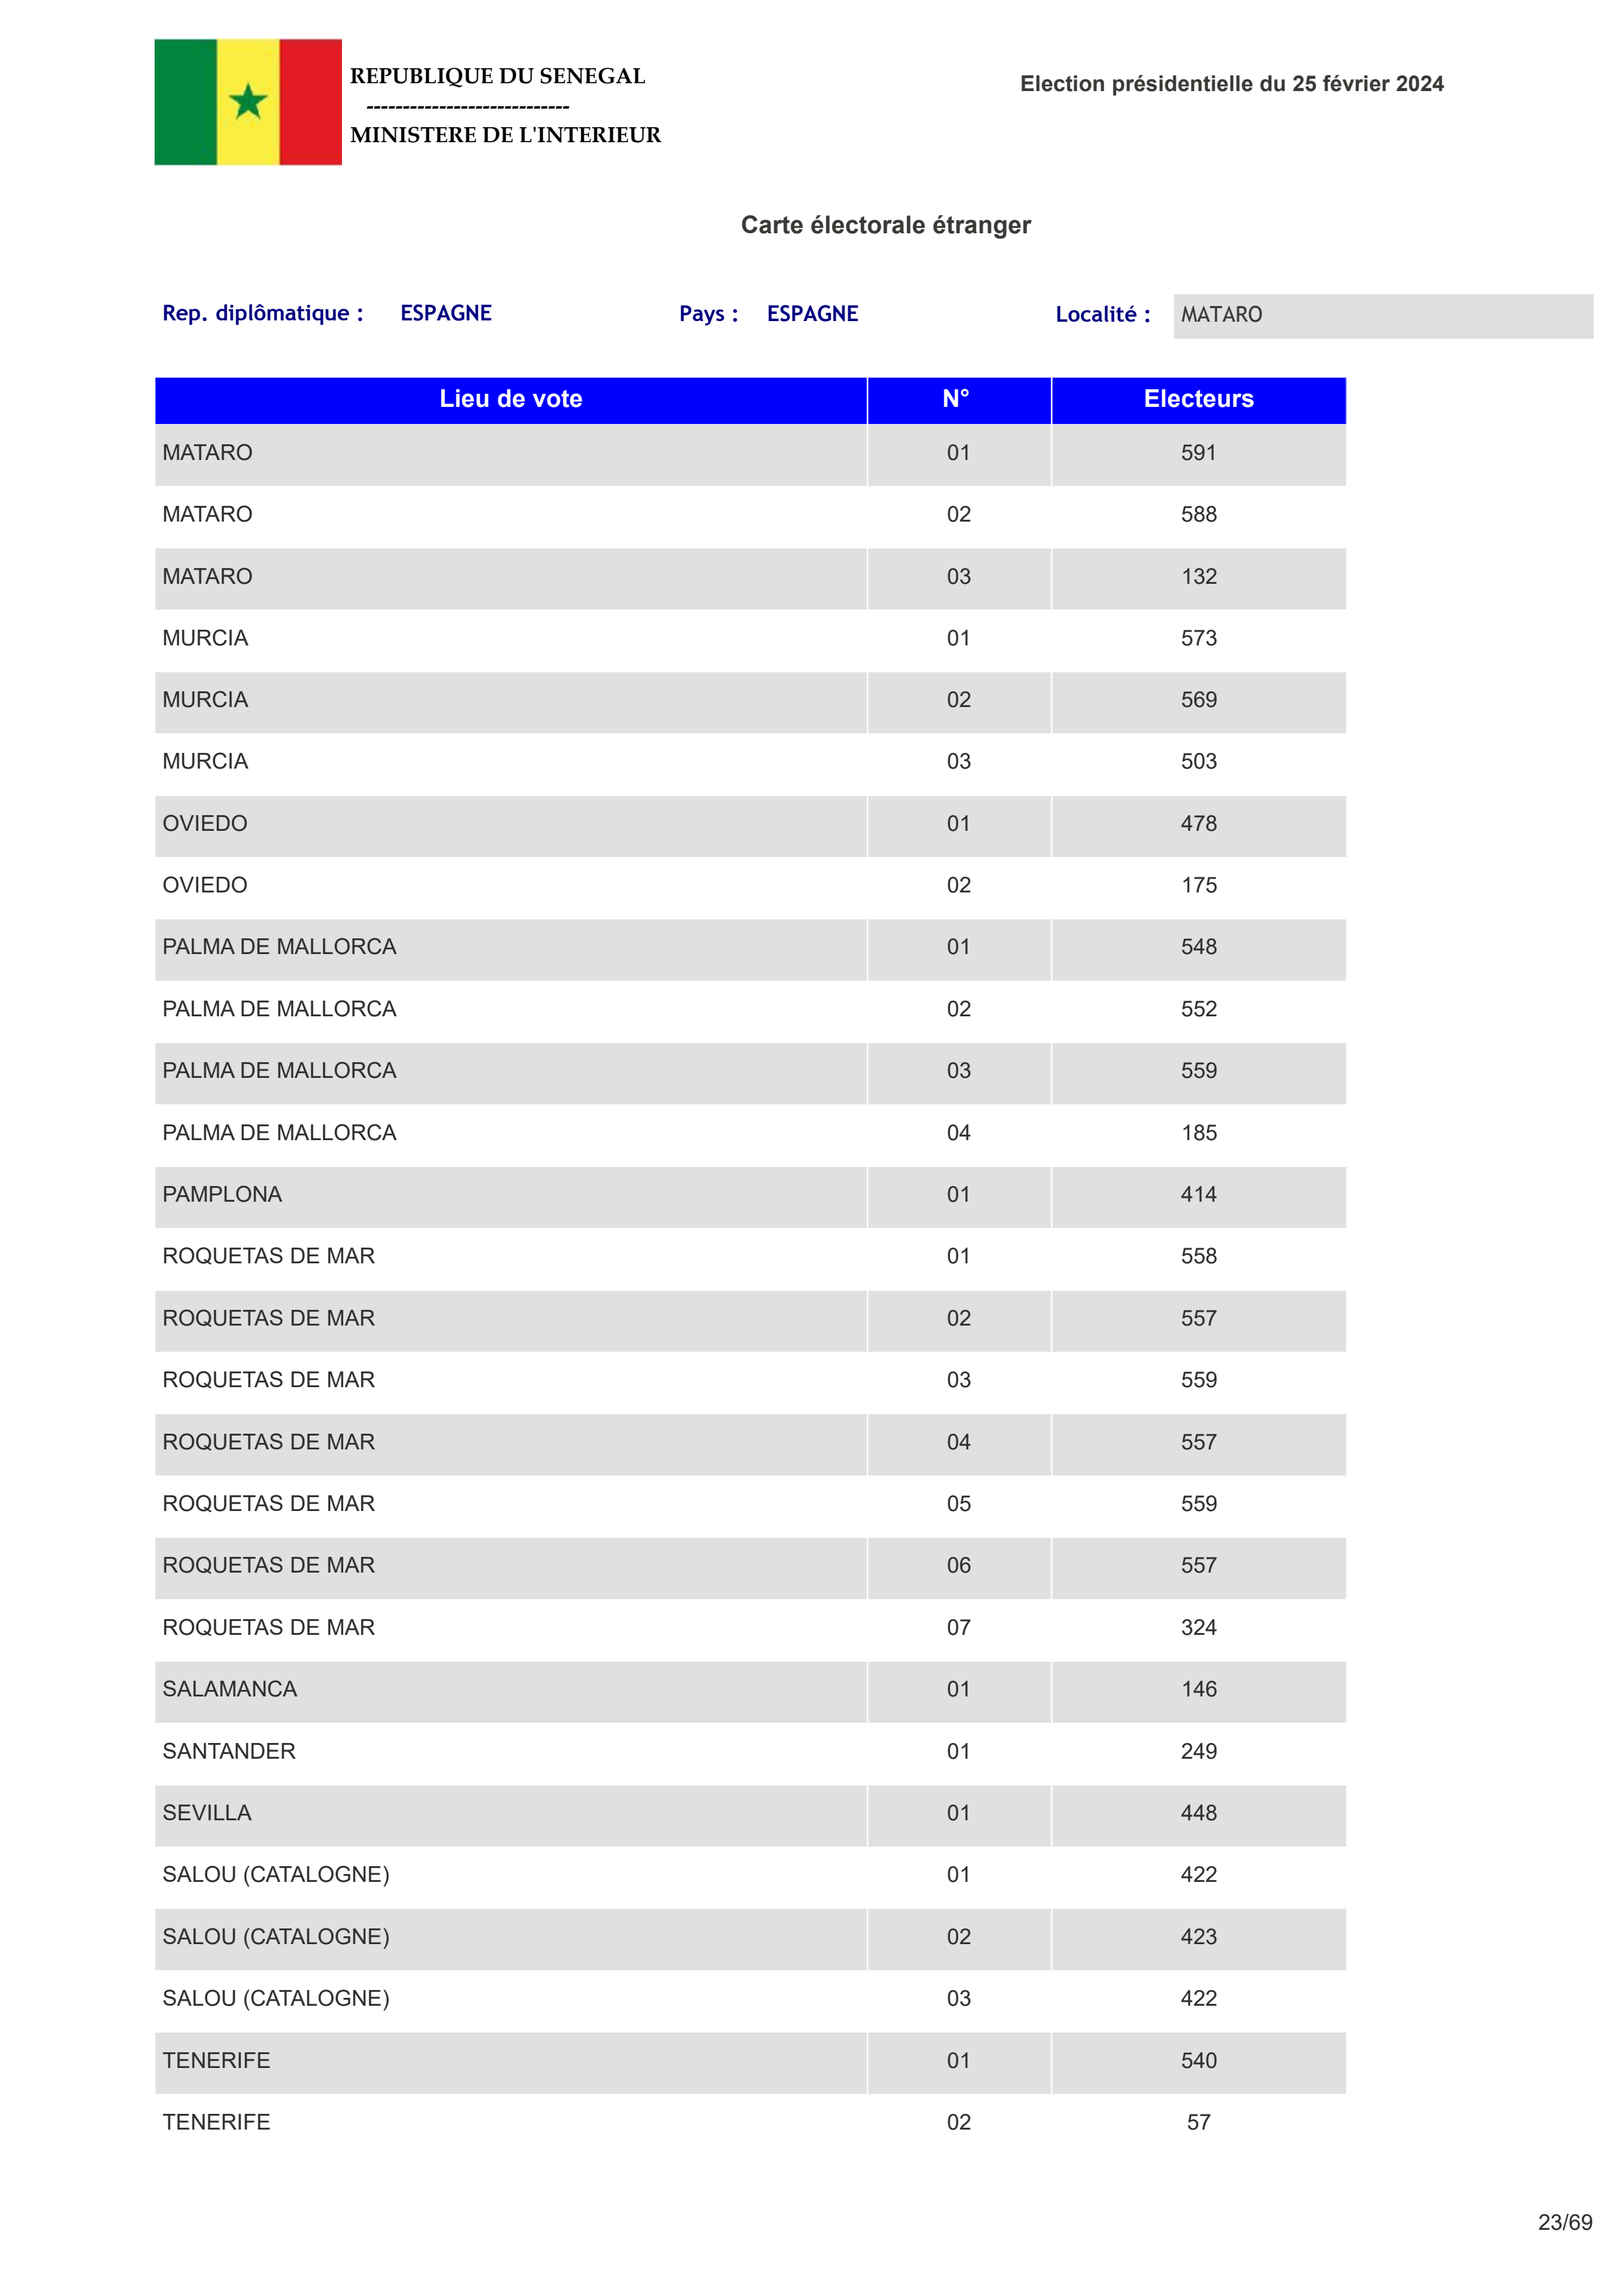 REPUBLIQUE DU SENEGAL
----------------------------
MINISTERE DE L'INTERIEUR
Election présidentielle du 25 février 2024
Carte électorale étranger
Rep. diplômatique : ESPAGNE Pays : ESPAGNE Localité : MATARO
Lieu de vote N° Electeurs
MATARO 01 591
MATARO 02 588
MATARO 03 132
MURCIA 01 573
MURCIA 02 569
MURCIA 03 503
OVIEDO 01 478
OVIEDO 02 175
PALMA DE MALLORCA 01 548
PALMA DE MALLORCA 02 552
PALMA DE MALLORCA 03 559
PALMA DE MALLORCA 04 185
PAMPLONA 01 414
ROQUETAS DE MAR 01 558
ROQUETAS DE MAR 02 557
ROQUETAS DE MAR 03 559
ROQUETAS DE MAR 04 557
ROQUETAS DE MAR 05 559
ROQUETAS DE MAR 06 557
ROQUETAS DE MAR 07 324
SALAMANCA 01 146
SANTANDER 01 249
SEVILLA 01 448
SALOU (CATALOGNE) 01 422
SALOU (CATALOGNE) 02 423
SALOU (CATALOGNE) 03 422
TENERIFE 01 540
TENERIFE 02 57
23/69